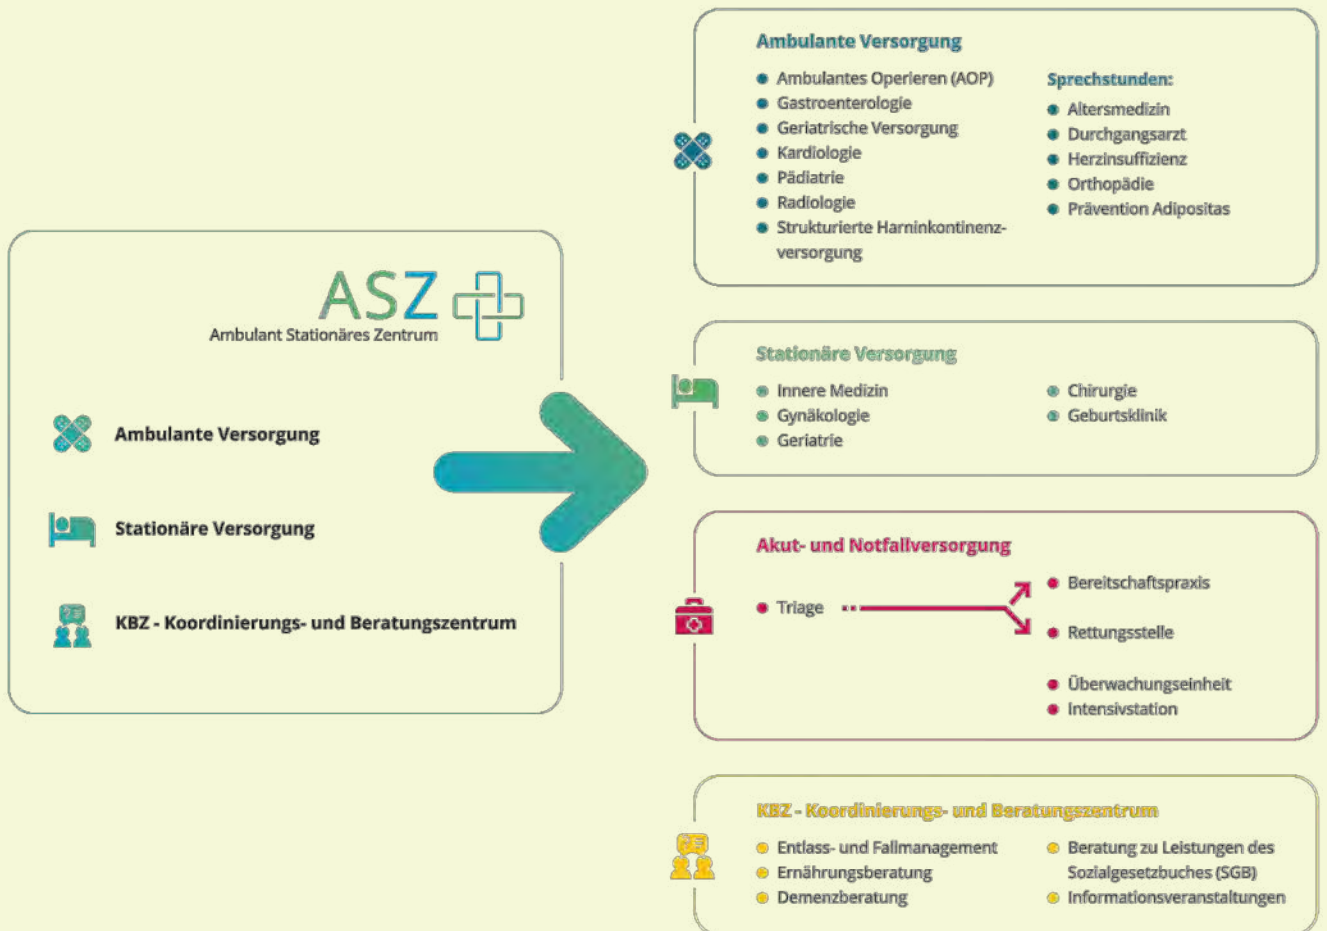 ASZ
Ambulant Stationäres Zentrum
Ambulante Versorgung
Stationäre Versorgung
KBZ - Koordinierungs- und Beratungszentrum
Ambulante Versorgung
Ambulantes Operieren (AOP)
Gastroenterologie
Geriatrische Versorgung
Kardiologie
Pädiatrie
Radiologie
Strukturierte Harninkontinenz-
versorgung
Sprechstunden:
Altersmedizin
Durchgangsarzt
Herzinsuffizienz
Orthopädie
Prävention Adipositas
Stationäre Versorgung
Innere Medizin
Gynäkologie
Geriatrie
Chirurgie
Geburtsklinik
Akut- und Notfallversorgung
Triage
Bereitschaftspraxis
Rettungsstelle
Überwachungseinheit
Intensivstation
KBZ - Koordinierungs- und Beratungszentrum
Entlass- und Fallmanagement
Ernährungsberatung
Demenzberatung
Beratung zu Leistungen des
Sozialgesetzbuches (SGB)
Informationsveranstaltungen